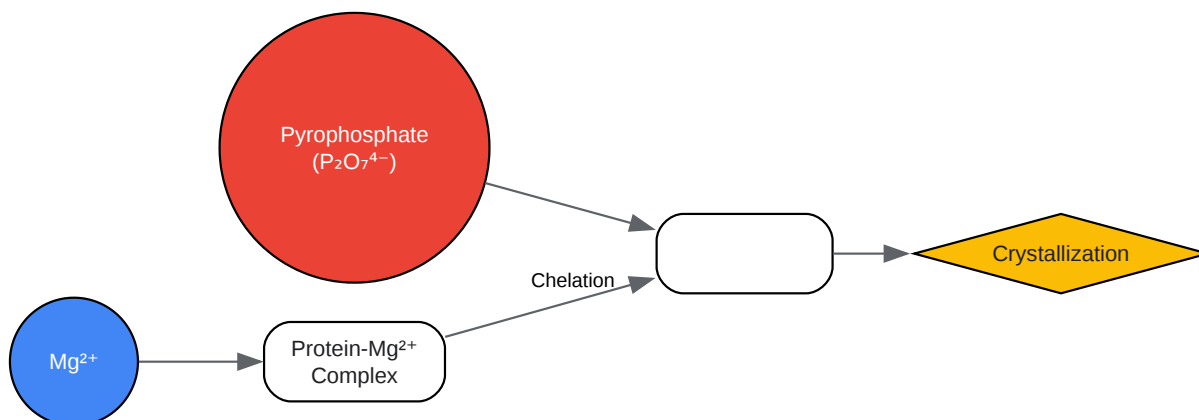 Pyrophosphate
(P₂O₇⁴⁻)
Chelation
Crystallization
Mg²⁺
Protein-Mg²⁺
Complex